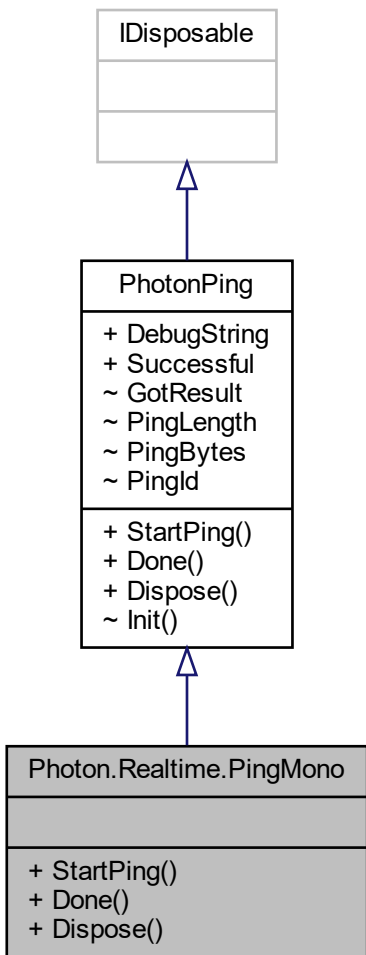 IDisposable
PhotonPing
+ DebugString
+ Successful
~ GotResult
~ PingLength
~ PingBytes
~ PingId
+ StartPing()
+ Done()
+ Dispose()
~ Init()
Photon.Realtime.PingMono
+ StartPing()
+ Done()
+ Dispose()